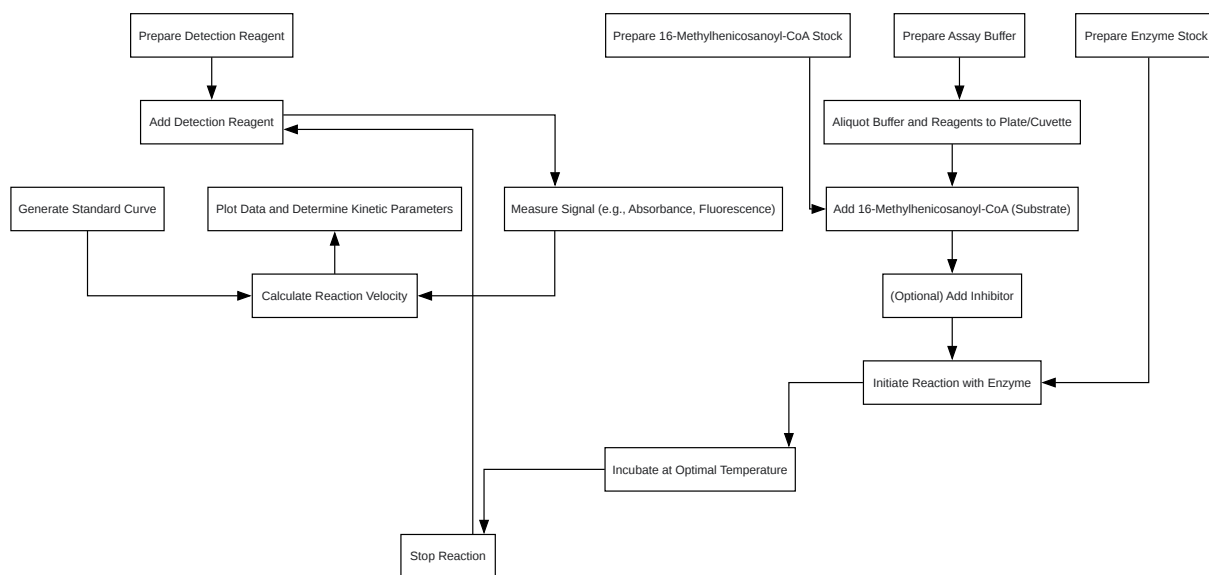 Prepare Detection Reagent
Prepare 16-Methylhenicosanoyl-CoA Stock
Prepare Assay Buffer
Prepare Enzyme Stock
Add Detection Reagent
Aliquot Buffer and Reagents to Plate/Cuvette
Generate Standard Curve
Plot Data and Determine Kinetic Parameters
Measure Signal (e.g., Absorbance, Fluorescence)
Add 16-Methylhenicosanoyl-CoA (Substrate)
Calculate Reaction Velocity
(Optional) Add Inhibitor
Initiate Reaction with Enzyme
Incubate at Optimal Temperature
Stop Reaction